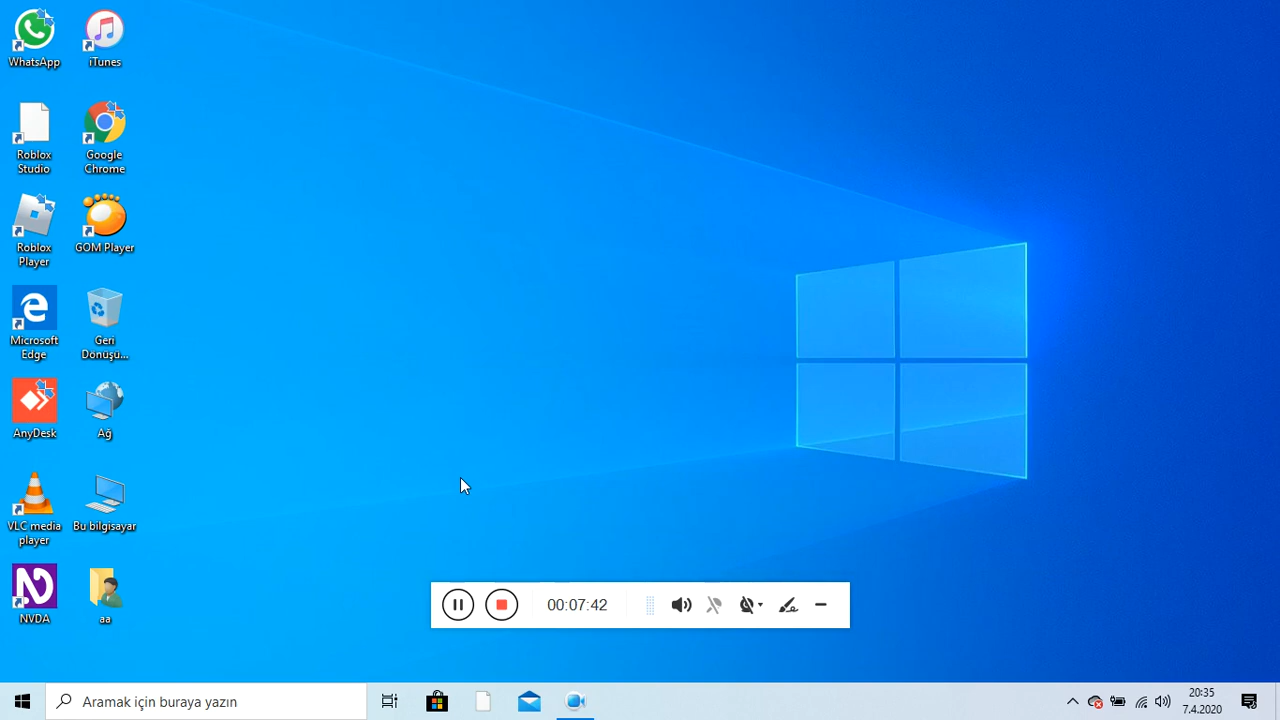 WhatsApp
iTunes
Roblox
Studio
Google
Chrome
Roblox
Player
GOM Player
Microsoft
Edge
Geri
Dönüşü...
AnyDesk
Ağ
VLC media
player
Bu bilgisayar
NVDA
aa
00:07:42
Aramak için buraya yazın
20:35
7.4.2020